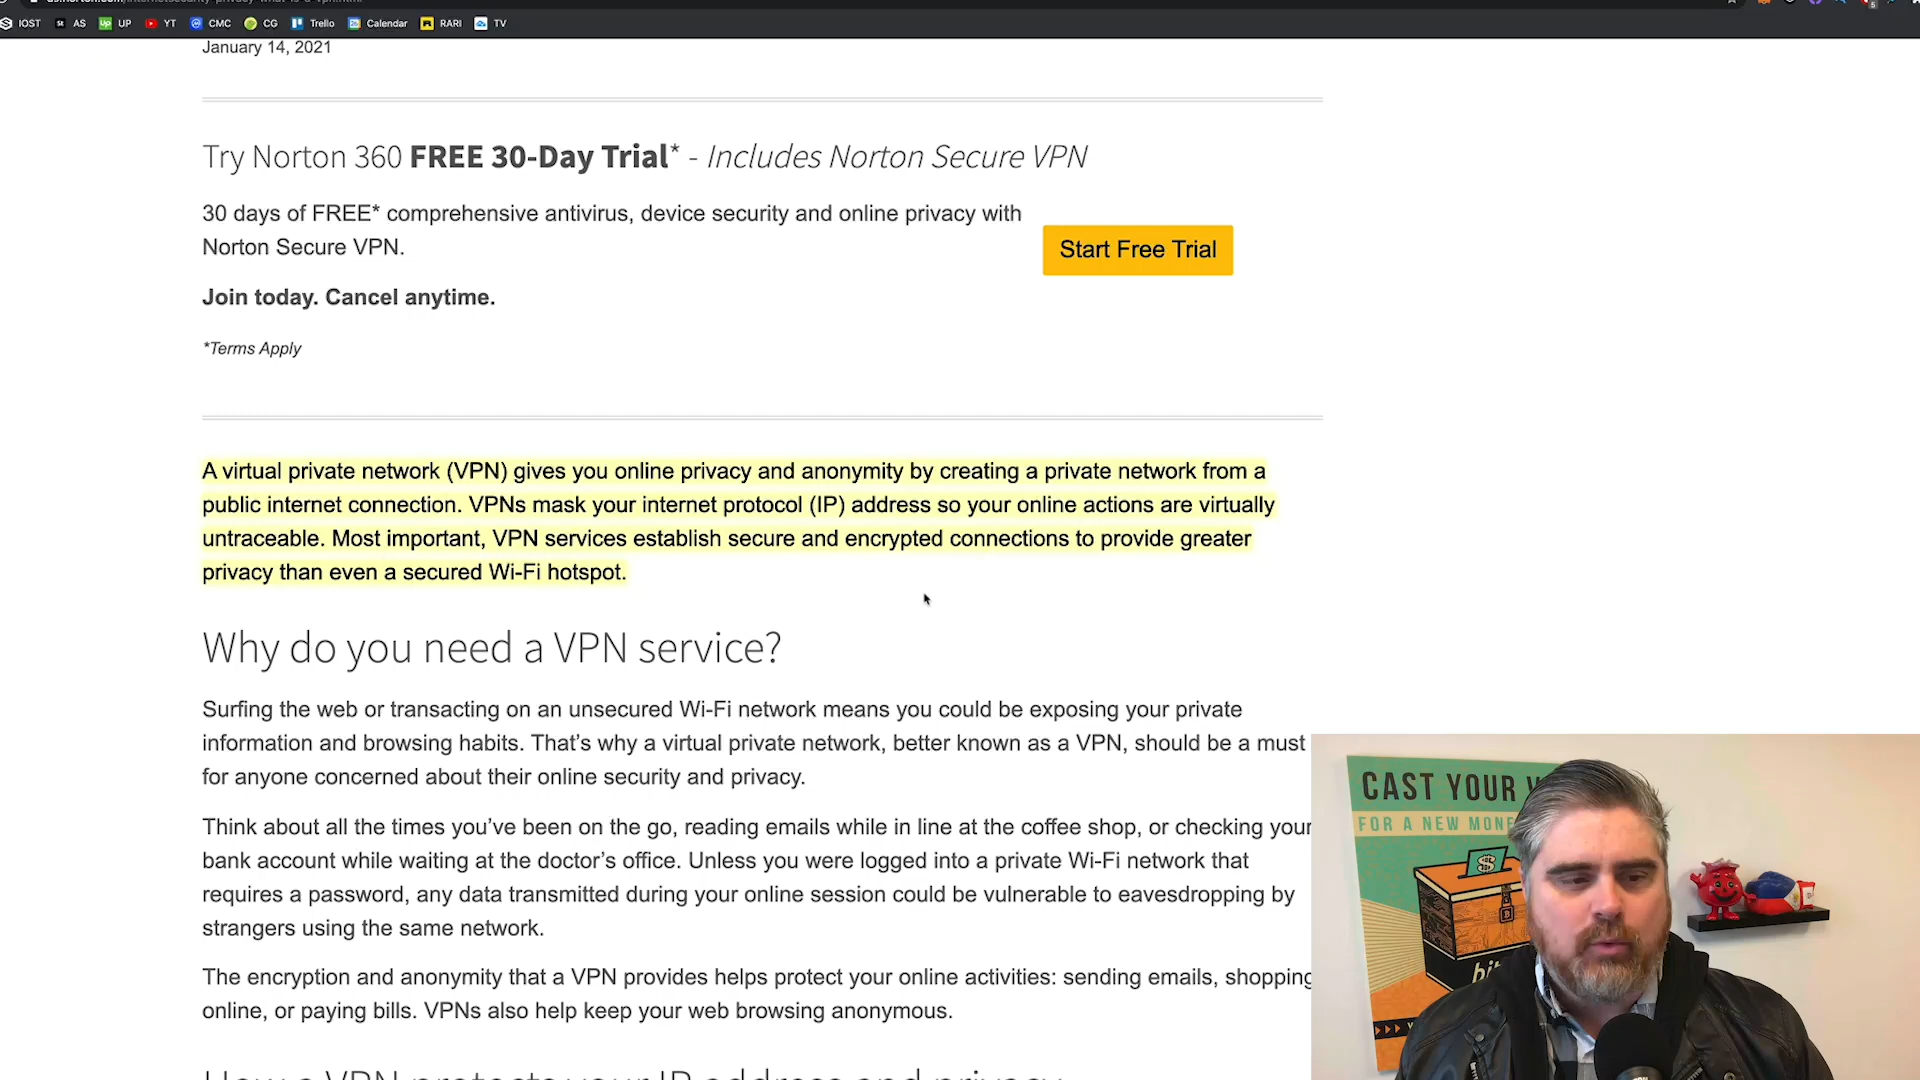 IOST AS UP YT CMC CG Trello Calendar RARI TV
January 14, 2021
Try Norton 360 FREE 30-Day Trial* - Includes Norton Secure VPN
30 days of FREE* comprehensive antivirus, device security and online privacy with
Norton Secure VPN.
Start Free Trial
Join today. Cancel anytime.
*Terms Apply
A virtual private network (VPN) gives you online privacy and anonymity by creating a private network from a
public internet connection. VPNs mask your internet protocol (IP) address so your online actions are virtually
untraceable. Most important, VPN services establish secure and encrypted connections to provide greater
privacy than even a secured Wi-Fi hotspot.
Why do you need a VPN service?
Surfing the web or transacting on an unsecured Wi-Fi network means you could be exposing your private
information and browsing habits. That’s why a virtual private network, better known as a VPN, should be a must
for anyone concerned about their online security and privacy.
Think about all the times you’ve been on the go, reading emails while in line at the coffee shop, or checking your
bank account while waiting at the doctor’s office. Unless you were logged into a private Wi-Fi network that
requires a password, any data transmitted during your online session could be vulnerable to eavesdropping by
strangers using the same network.
The encryption and anonymity that a VPN provides helps protect your online activities: sending emails, shopping
online, or paying bills. VPNs also help keep your web browsing anonymous.
How a VPN protects your IP address and privacy
CAST YOUR
FOR A NEW